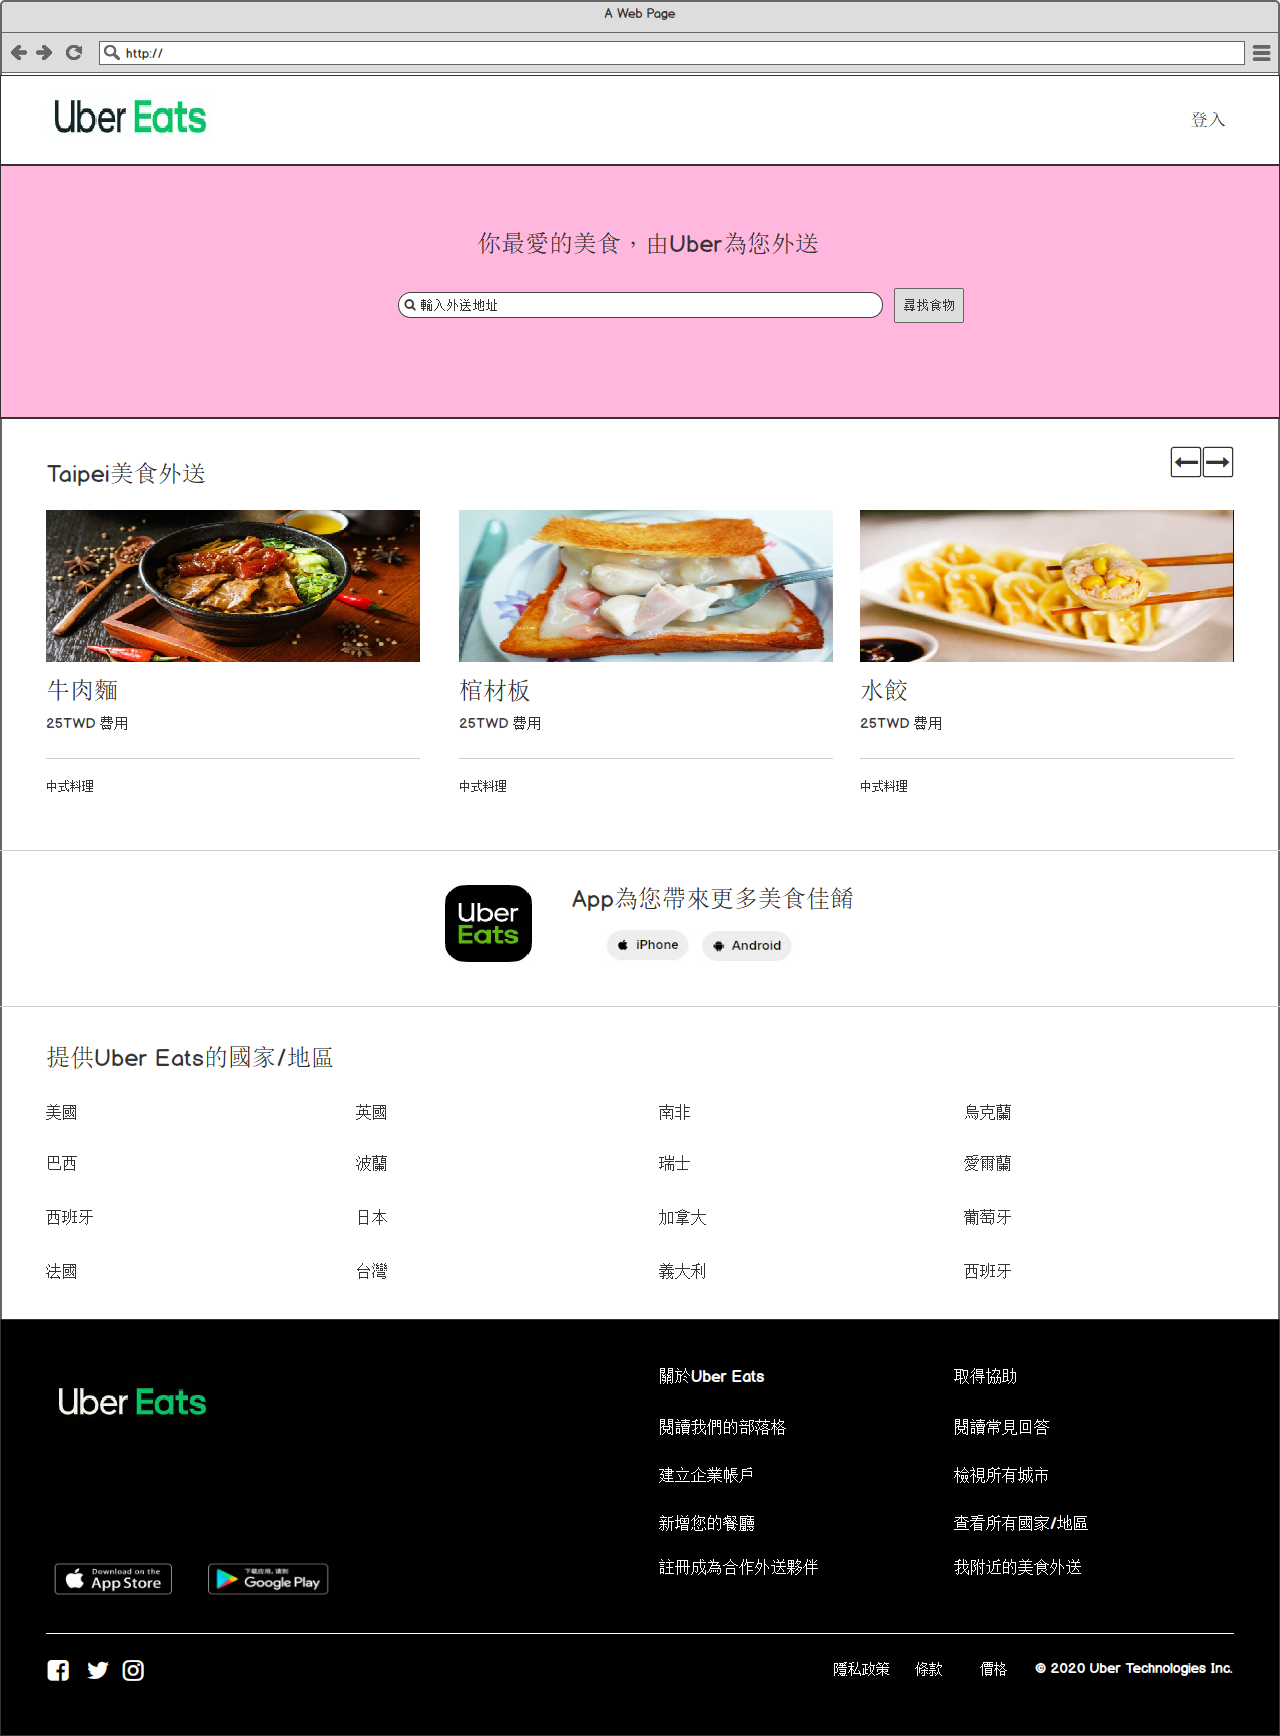 A Web Page
http://
Uber Eats
登入
你最愛的美食，由Uber為您外送
輸入外送地址
尋找食物
Taipei美食外送
牛肉麵
棺材板
水餃
25TWD 費用
25TWD 費用
25TWD 費用
中式料理
中式料理
中式料理
Uber
Eats
App為您帶來更多美食佳餚
iPhone
Android
提供Uber Eats的國家/地區
美國
英國
南非
烏克蘭
巴西
波蘭
瑞士
愛爾蘭
西班牙
日本
加拿大
葡萄牙
法國
台灣
義大利
西班牙
Uber Eats
關於Uber Eats
取得協助
閱讀我們的部落格
閱讀常見回答
建立企業帳戶
檢視所有城市
新增您的餐廳
查看所有國家/地區
註冊成為合作外送夥伴
我附近的美食外送
Download on the
App Store
下载应用，请到
Google Play
隱私政策
條款
價格
© 2020 Uber Technologies Inc.